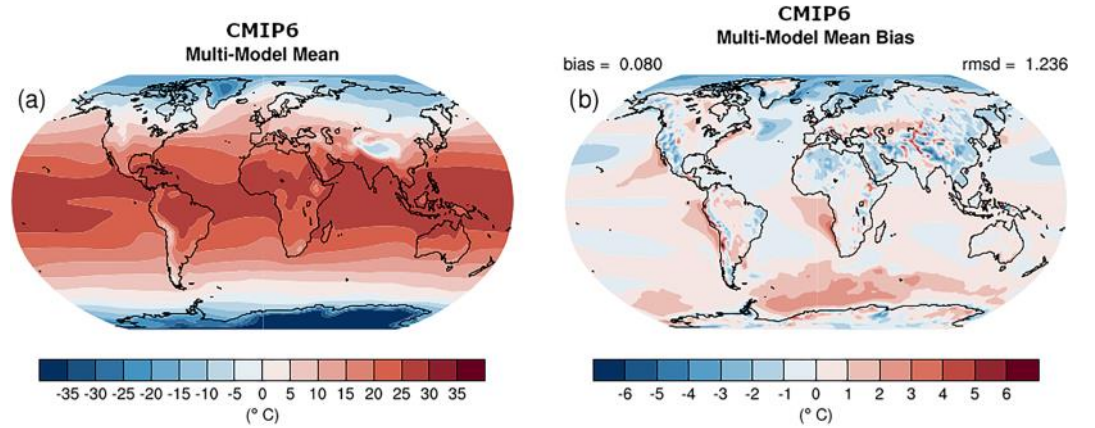 CMIP6
Multi-Model Mean
(a)
-35 -30 -25 -20 -15 -10 -5 0 5 10 15 20 25 30 35
(° C)
CMIP6
Multi-Model Mean Bias
bias = 0.080
rmsd = 1.236
(b)
-6 -5 -4 -3 -2 -1 0 1 2 3 4 5 6
(° C)